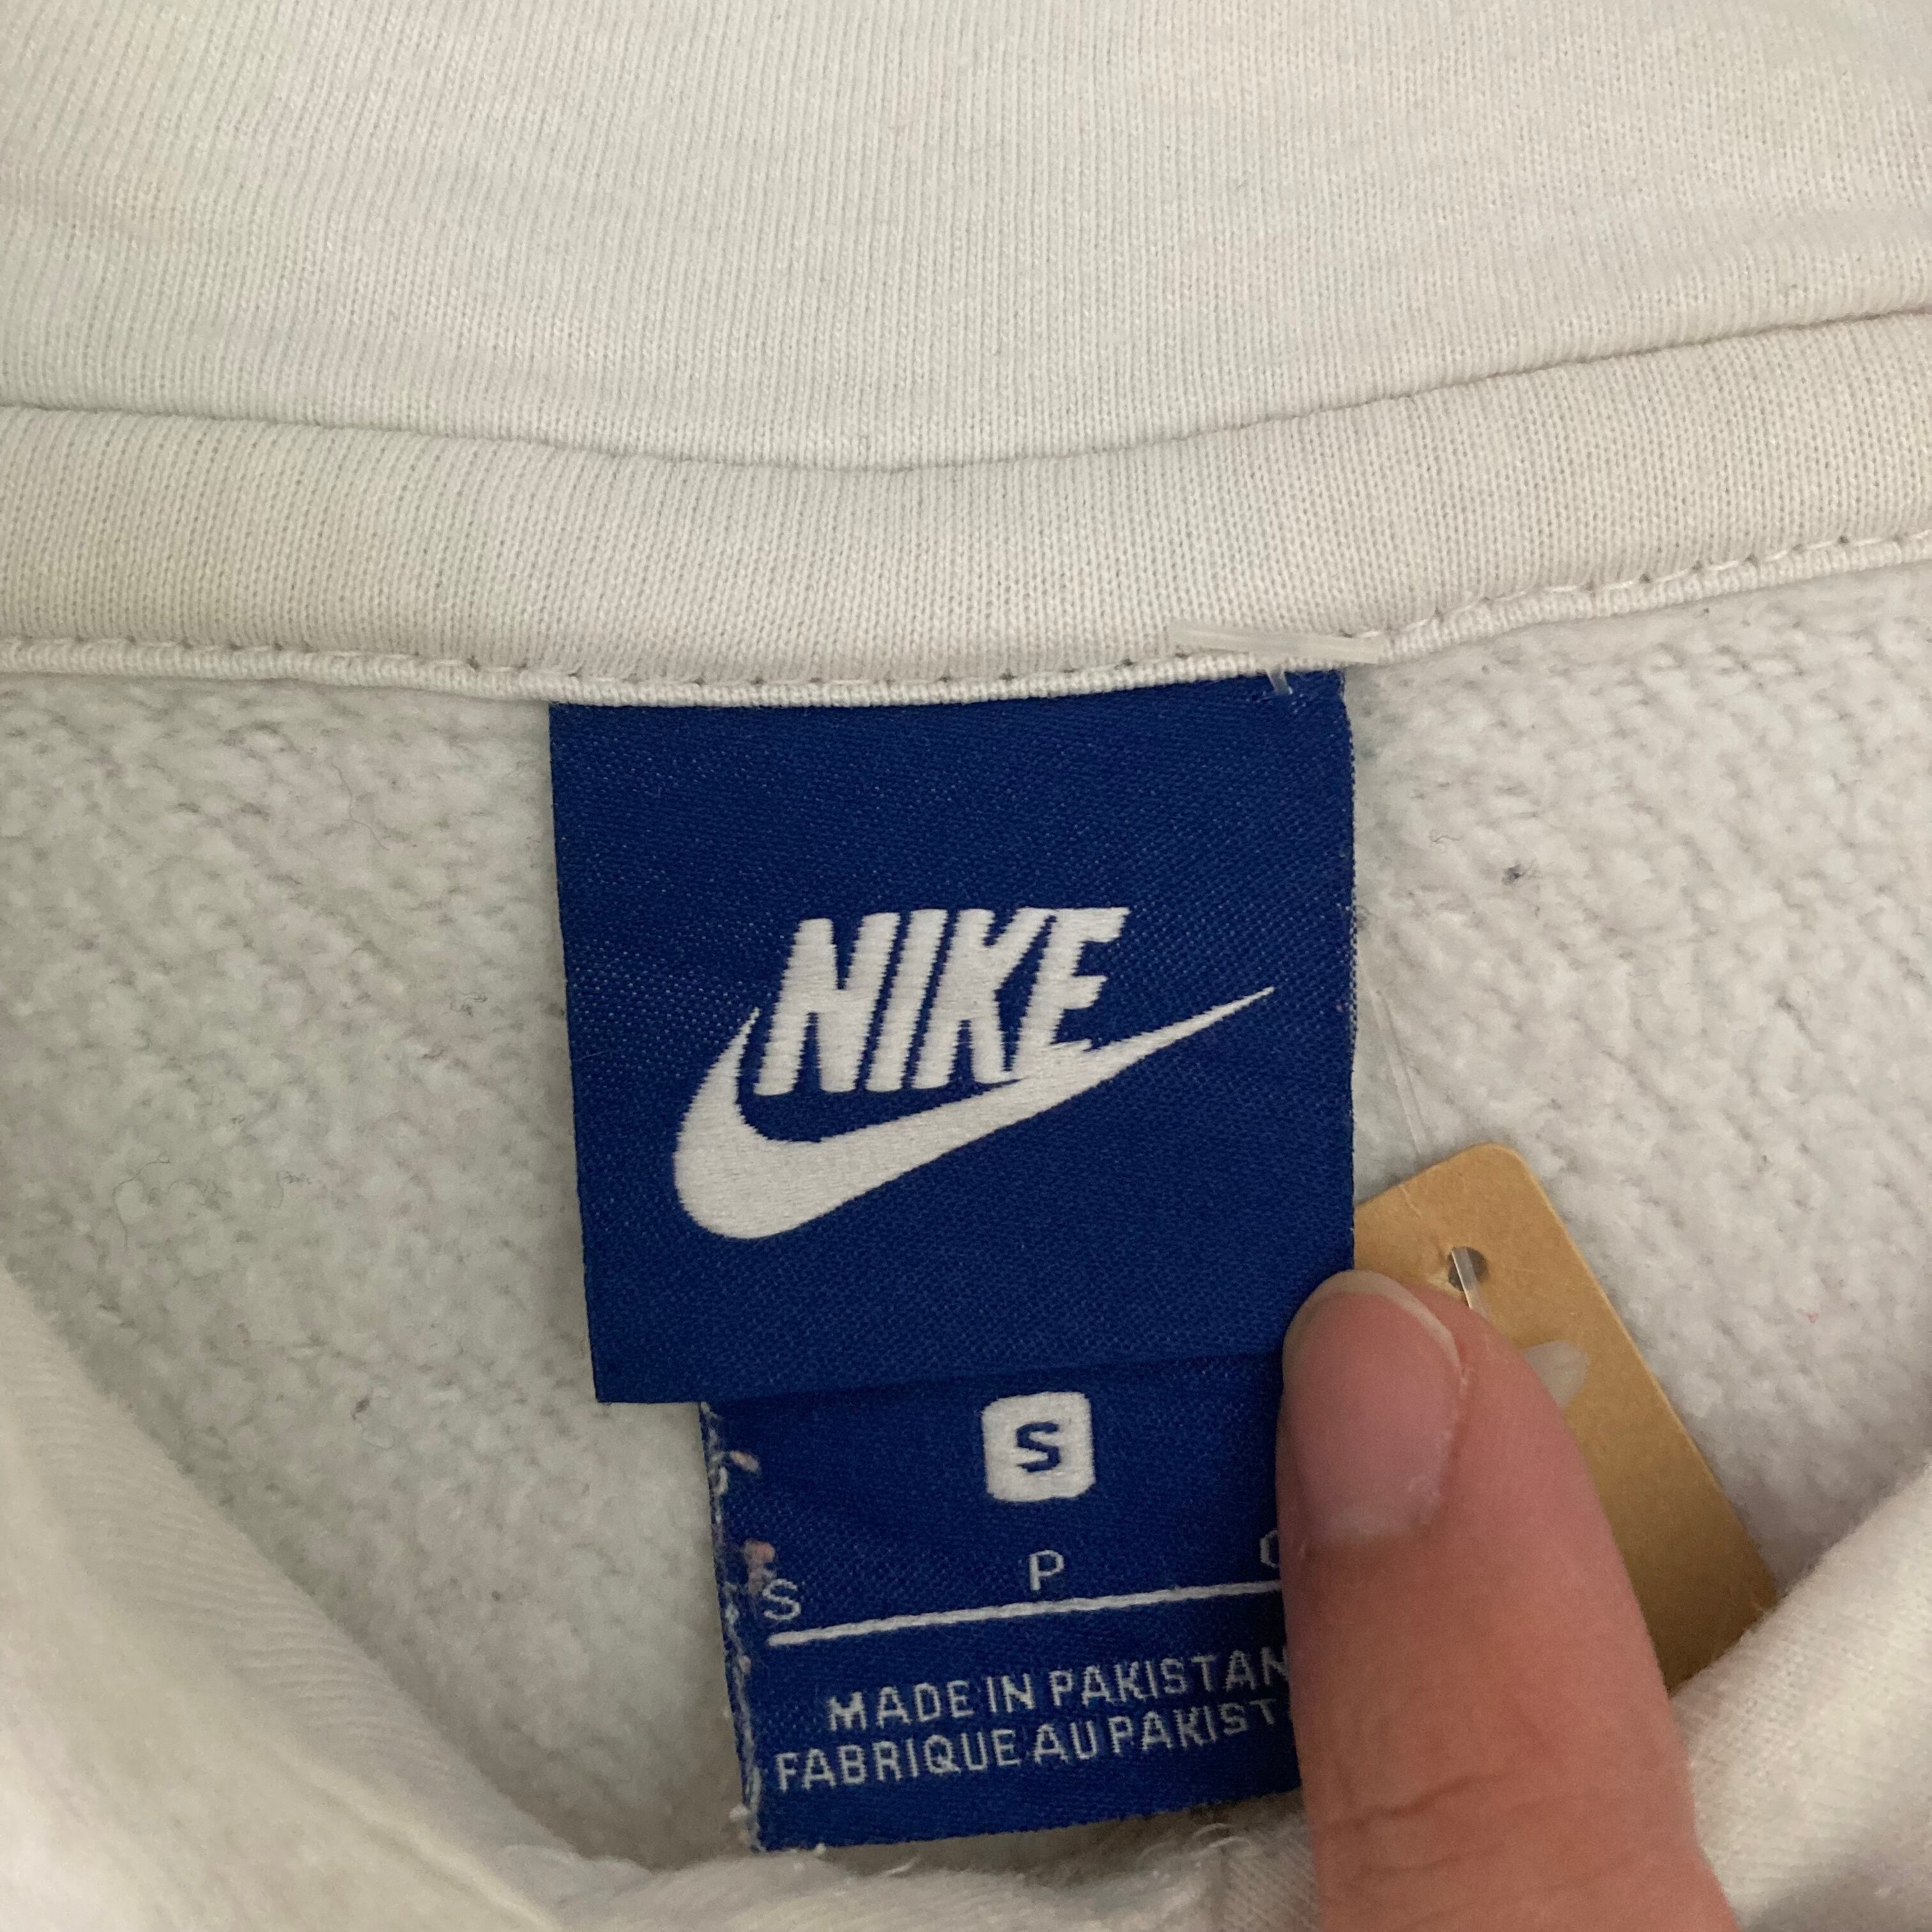 NIKE
S
S P
MADE IN PAKISTAN
FABRIQUE AU PAKIST